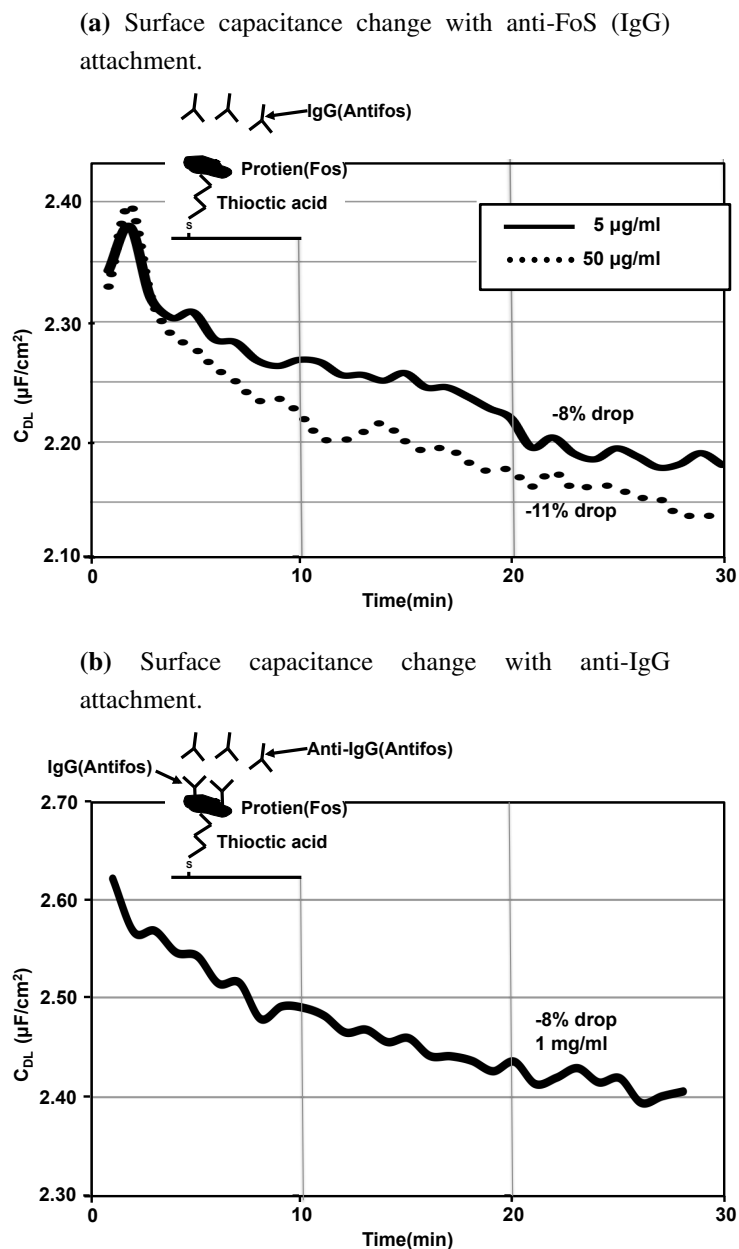 (a) Surface capacitance change with anti-FoS (IgG)
attachment.
IgG(Antifos)
Protien(Fos)
Thioctic acid
S
5 µg/ml
50 µg/ml
2.40
2.30
2.20
2.10
C_DL (µF/cm²)
-8% drop
-11% drop
0
10
20
30
Time(min)
(b) Surface capacitance change with anti-IgG
attachment.
Anti-IgG(Antifos)
IgG(Antifos)
Protien(Fos)
Thioctic acid
S
2.70
2.60
2.50
2.40
2.30
C_DL (µF/cm²)
-8% drop
1 mg/ml
0
10
20
30
Time(min)